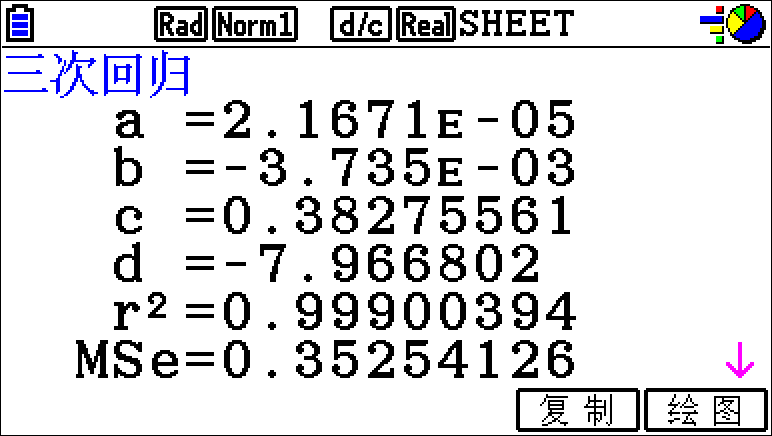 Rad Norm1 d/c Real SHEET
三次回归
a =2.1671E-05
b =-3.735E-03
c =0.38275561
d =-7.966802
r²=0.99900394
MSe=0.35254126
复制 绘图